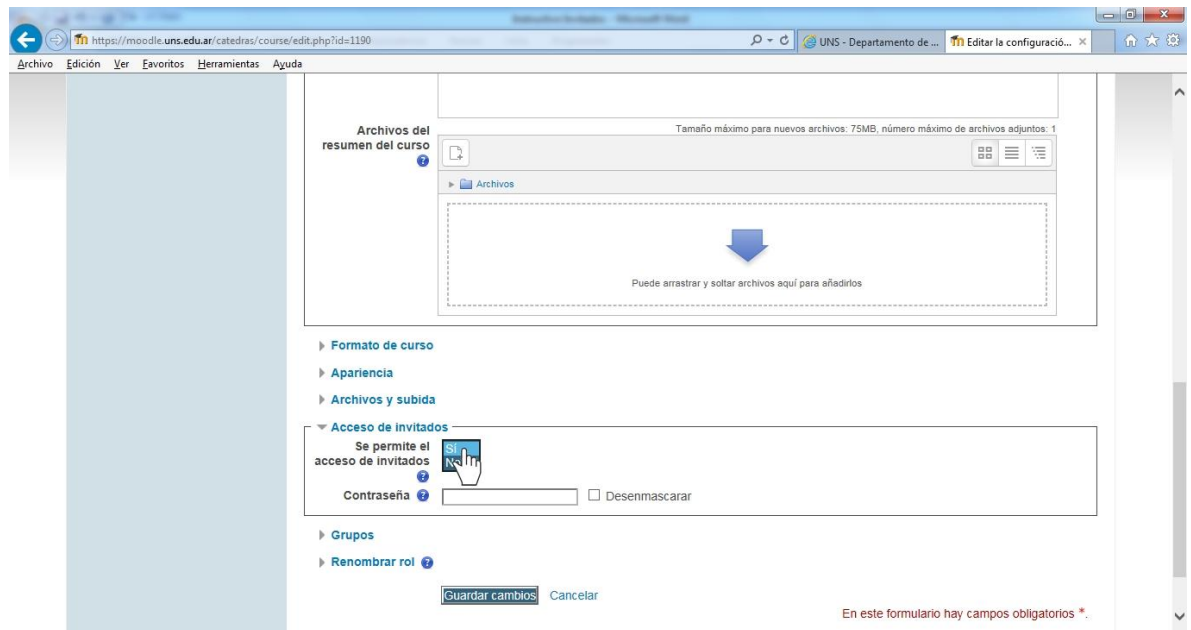 https://moodle.uns.edu.ar/catedras/course/edit.php?id=1190
UNS - Departamento de ...
Editar la configuració...
Archivo Edición Ver Favoritos Herramientas Ayuda
Archivos del resumen del curso
Tamaño máximo para nuevos archivos: 75MB, número máximo de archivos adjuntos: 1
Archivos
Puede arrastrar y soltar archivos aquí para añadirlos
Formato de curso
Apariencia
Archivos y subida
Acceso de invitados
Se permite el acceso de invitados
Sí
No
Contraseña
Desenmascarar
Grupos
Renombrar rol
Guardar cambios Cancelar
En este formulario hay campos obligatorios *.